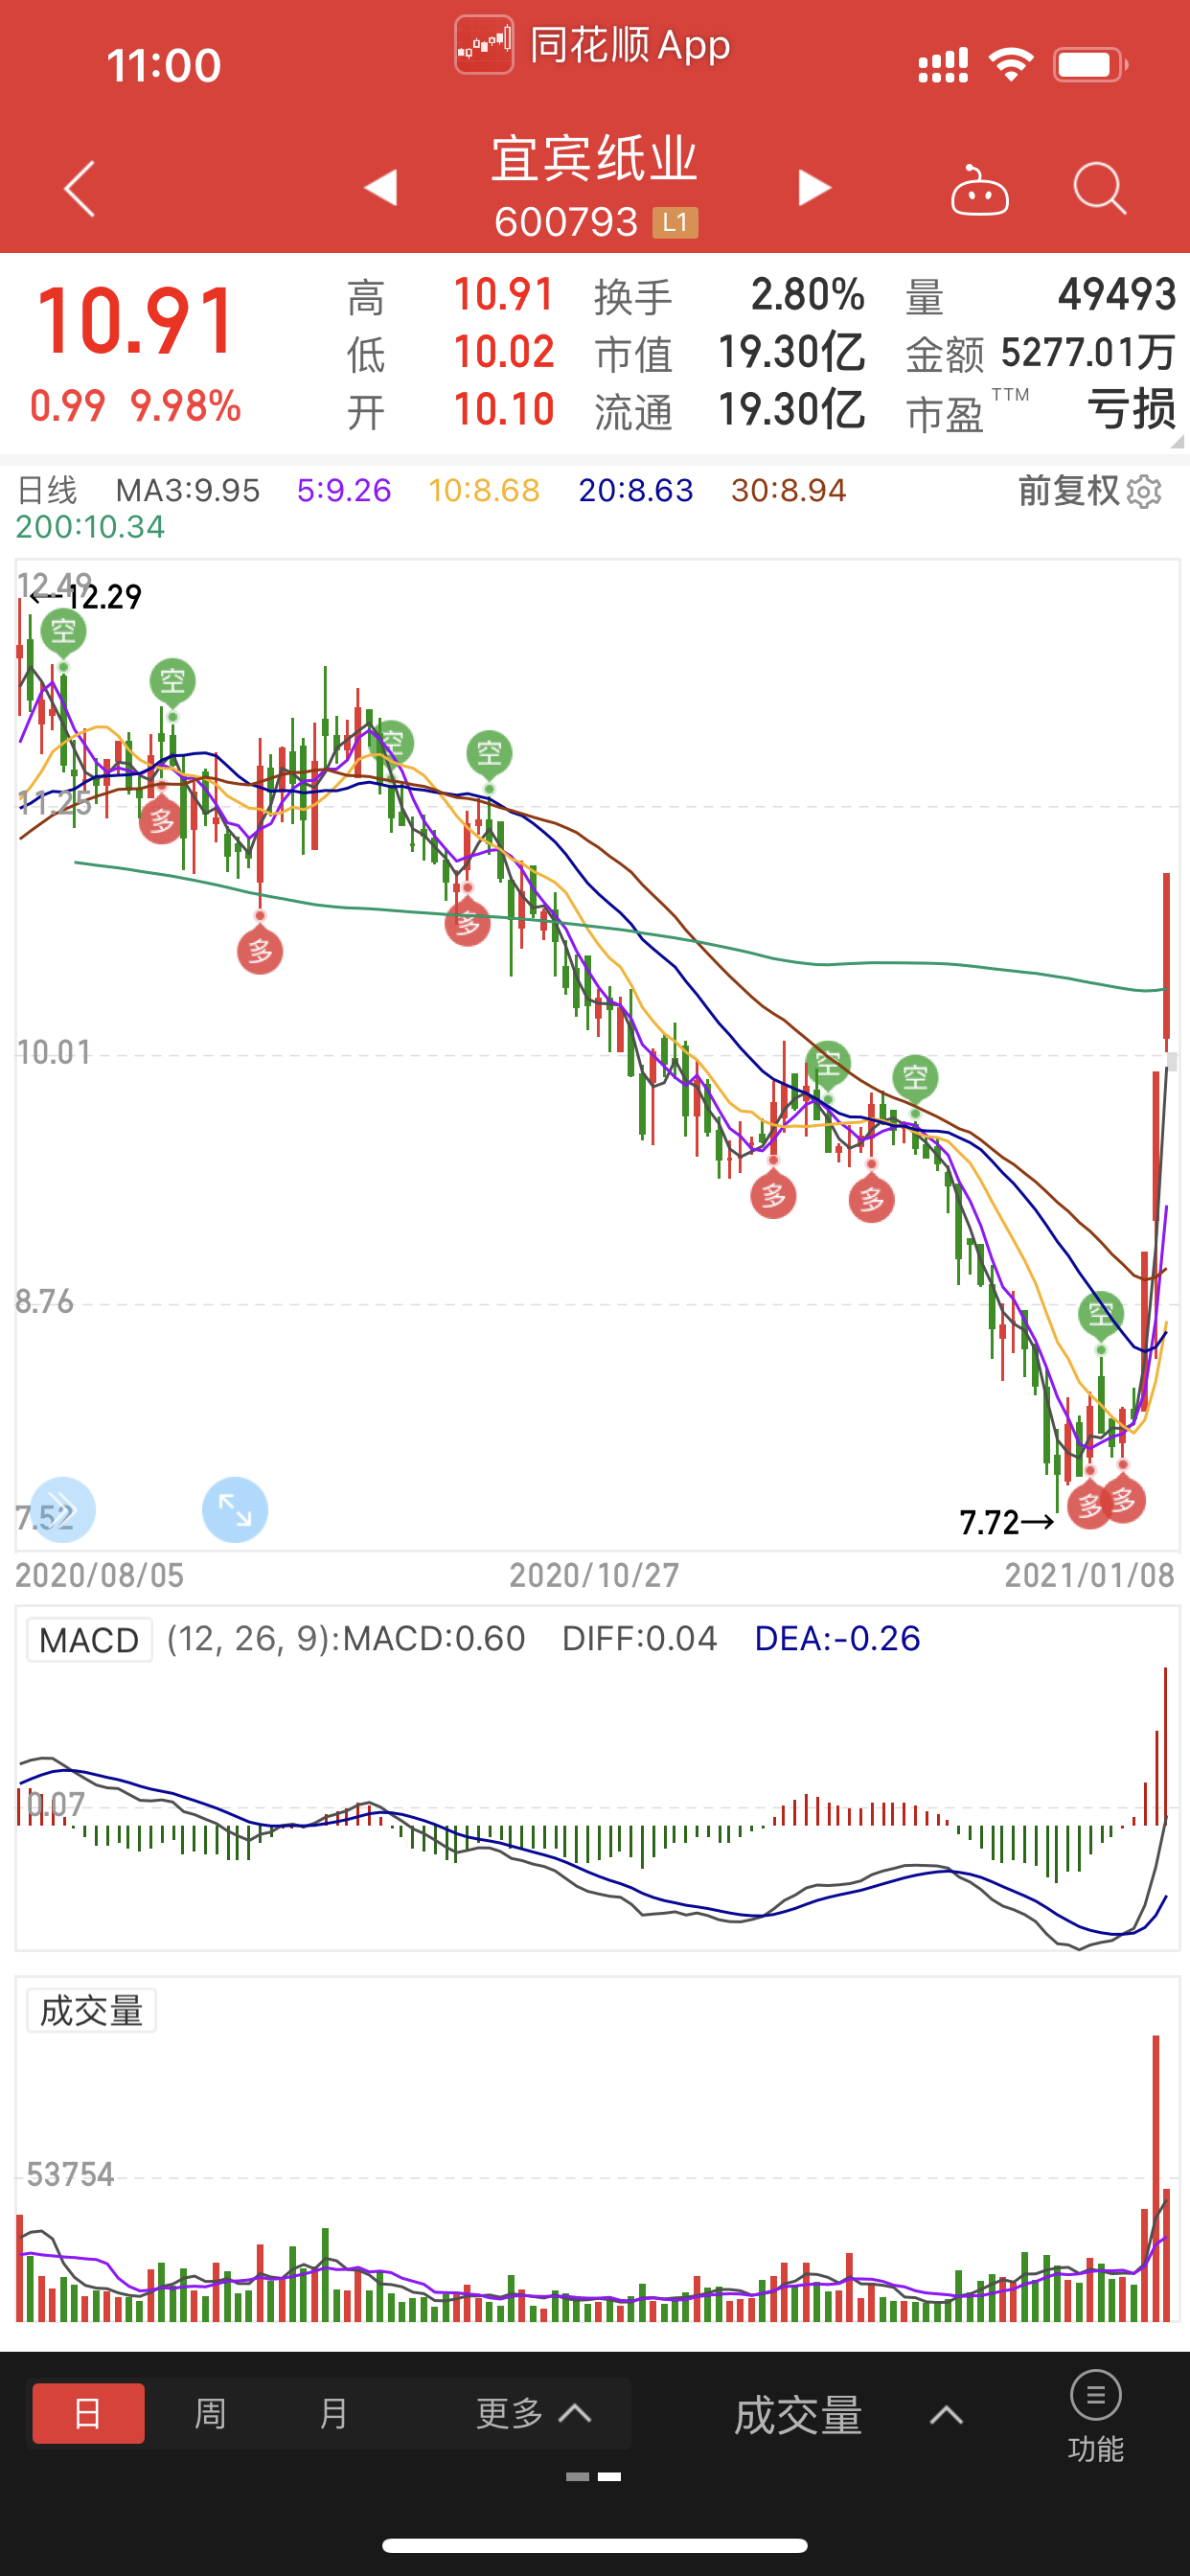 11:00 同花顺App
宜宾纸业
600793 L1
10.91 高 10.91 换手 2.80% 量 49493
低 10.02 市值 19.30亿 金额 5277.01万
0.99 9.98% 开 10.10 流通 19.30亿 市盈 TTM 亏损
日线 MA3:9.95 5:9.26 10:8.68 20:8.63 30:8.94 前复权
200:10.34
12.49
←12.29
空
空
空
空
11.25
多
多
多
10.01
空
空
多
多
8.76
空
7.52
7.72→
多
多
2020/08/05 2020/10/27 2021/01/08
MACD (12, 26, 9):MACD:0.60 DIFF:0.04 DEA:-0.26
0.07
成交量
53754
日 周 月 更多 成交量 功能